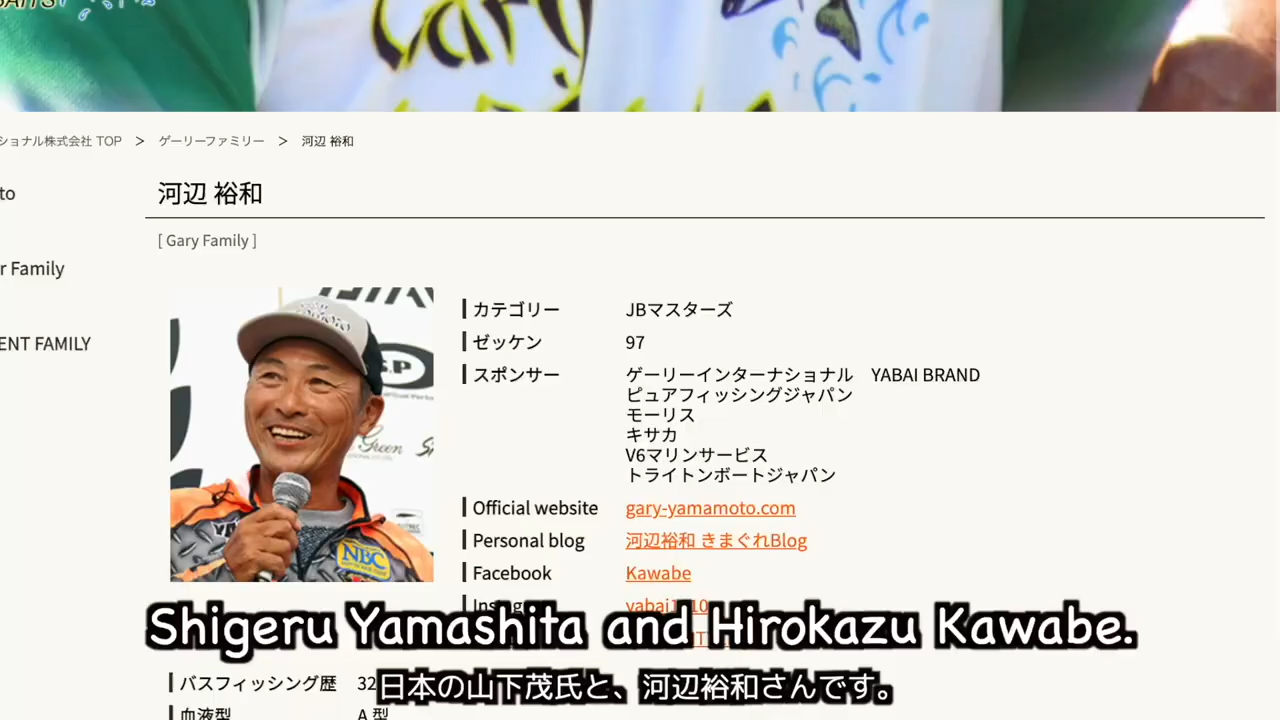 BAITS
Gary
ショナル株式会社 TOP > ゲーリーファミリー > 河辺 裕和
to
河辺 裕和
[ Gary Family ]
r Family
ENT FAMILY
カテゴリー JBマスターズ
ゼッケン 97
スポンサー ゲーリーインターナショナル YABAI BRAND
ピュアフィッシングジャパン
モーリス
キサカ
V6マリンサービス
トライトンボートジャパン
Official website gary-yamamoto.com
Personal blog 河辺裕和 きまぐれBlog
Facebook Kawabe
NBC
Shigeru Yamashita and Hirokazu Kawabe.
バスフィッシング歴 32
日本の山下茂氏と、河辺裕和さんです。
血液型 A 型